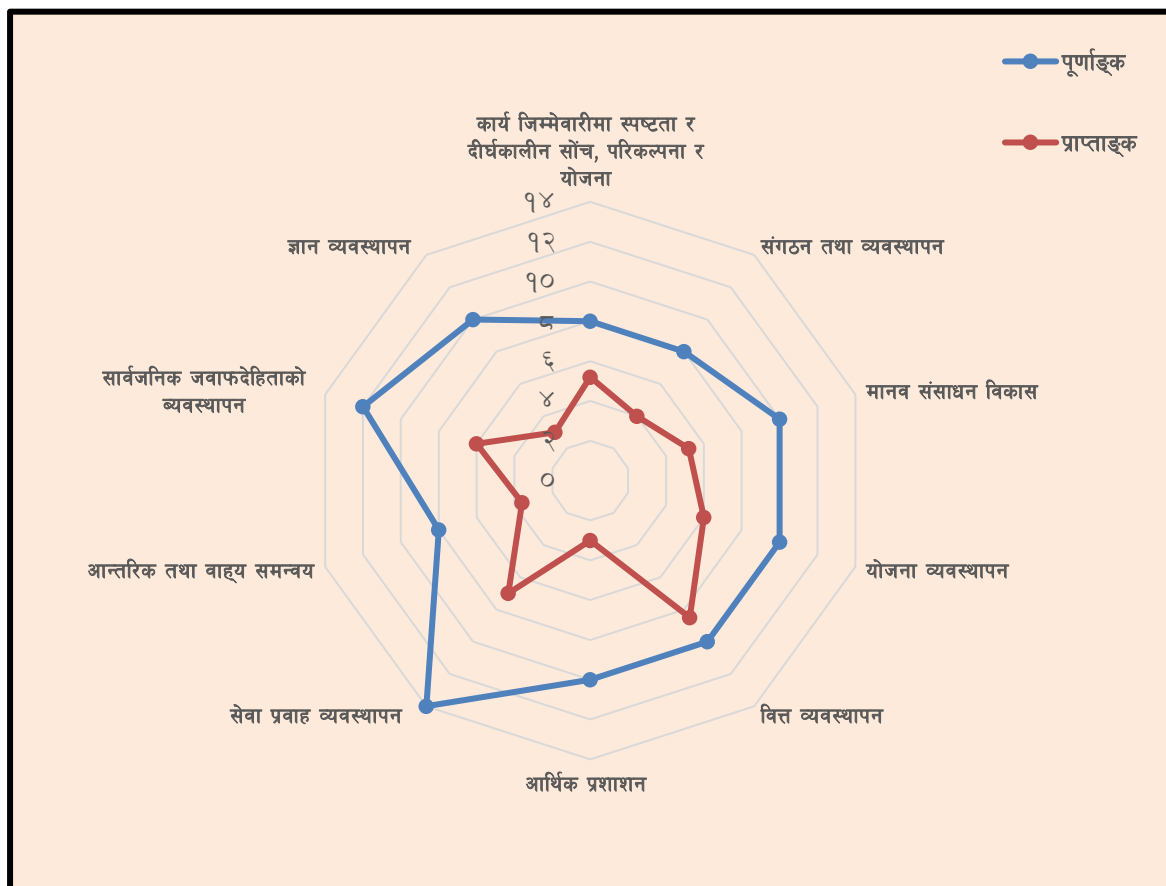 पूर्णाङ्क
प्राप्ताङ्क
कार्य जिम्मेवारीमा स्पष्टता र
दीर्घकालीन सोंच, परिकल्पना र
योजना
१४
१२
१०
८
६
४
२
०
संगठन तथा व्यवस्थापन
मानव संसाधन विकास
योजना व्यवस्थापन
वित्त व्यवस्थापन
आर्थिक प्रशाशन
सेवा प्रवाह व्यवस्थापन
आन्तरिक तथा वाह्य समन्वय
सार्वजनिक जवाफदेहिताको
ब्यवस्थापन
ज्ञान व्यवस्थापन